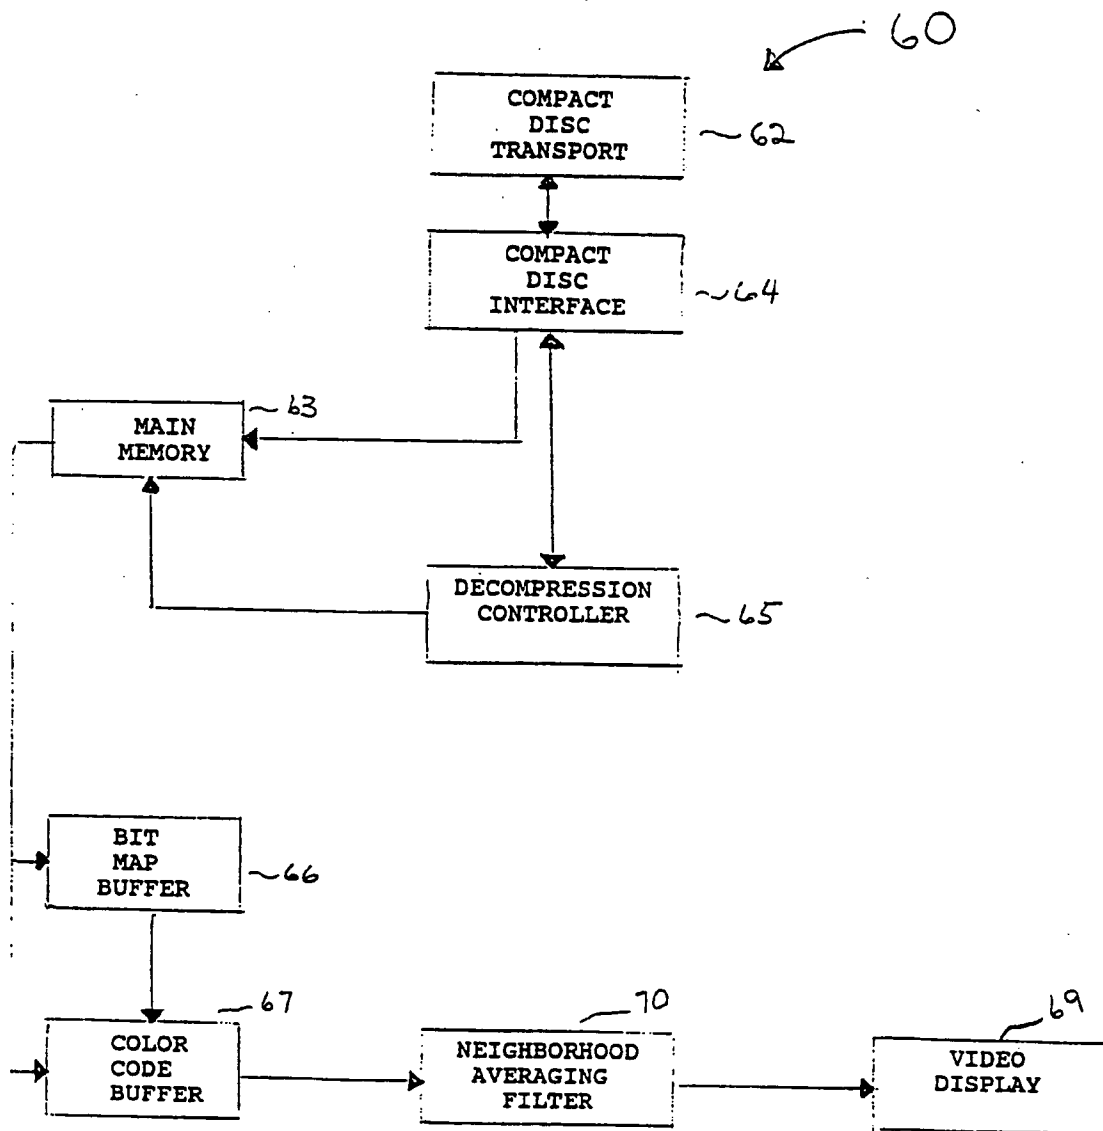 60
COMPACT
DISC
TRANSPORT
62
COMPACT
DISC
INTERFACE
64
MAIN
MEMORY
63
DECOMPRESSION
CONTROLLER
65
BIT
MAP
BUFFER
66
COLOR
CODE
BUFFER
67
NEIGHBORHOOD
AVERAGING
FILTER
70
VIDEO
DISPLAY
69